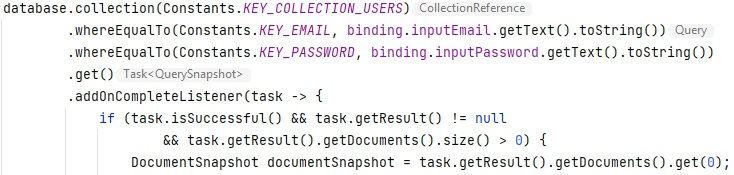 database.collection(Constants.KEY_COLLECTION_USERS) CollectionReference
.whereEqualTo(Constants.KEY_EMAIL, binding.inputEmail.getText().toString()) Query
.whereEqualTo(Constants.KEY_PASSWORD, binding.inputPassword.getText().toString())
.get() Task<QuerySnapshot>
.addOnCompleteListener(task -> {
if (task.isSuccessful() && task.getResult() != null
&& task.getResult().getDocuments().size() > 0) {
DocumentSnapshot documentSnapshot = task.getResult().getDocuments().get(0);